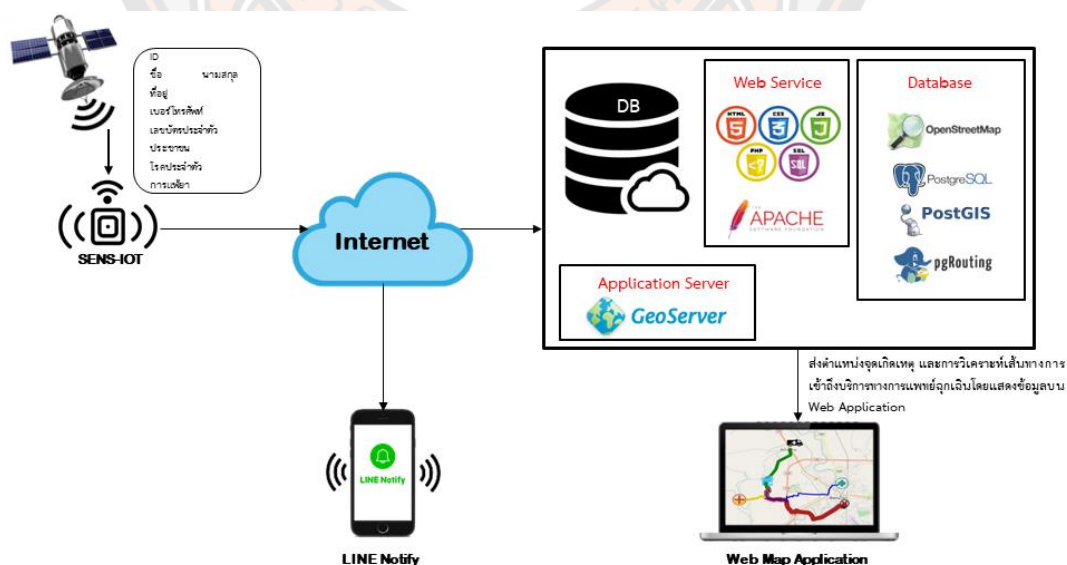 ID
ชื่อ นามสกุล
ที่อยู่
เบอร์โทรศัพท์
เลขบัตรประจำตัว
ประชาชน
โรคประจำตัว
การแพ้ยา
SENS-IOT
Internet
DB
Web Service
HTML
5
CSS
3
JS
PHP
<?
SQL
SQL
THE
APACHE
SOFTWARE FOUNDATION
Database
OpenStreetMap
PostgreSQL
PostGIS
pgRouting
Application Server
GeoServer
ส่งตำแหน่งจุดเกิดเหตุ และการวิเคราะห์เส้นทางการ
เข้าถึงบริการทางการแพทย์ฉุกเฉินโดยแสดงข้อมูลบน
Web Application
LINE Notify
LINE Notify
Web Map Application